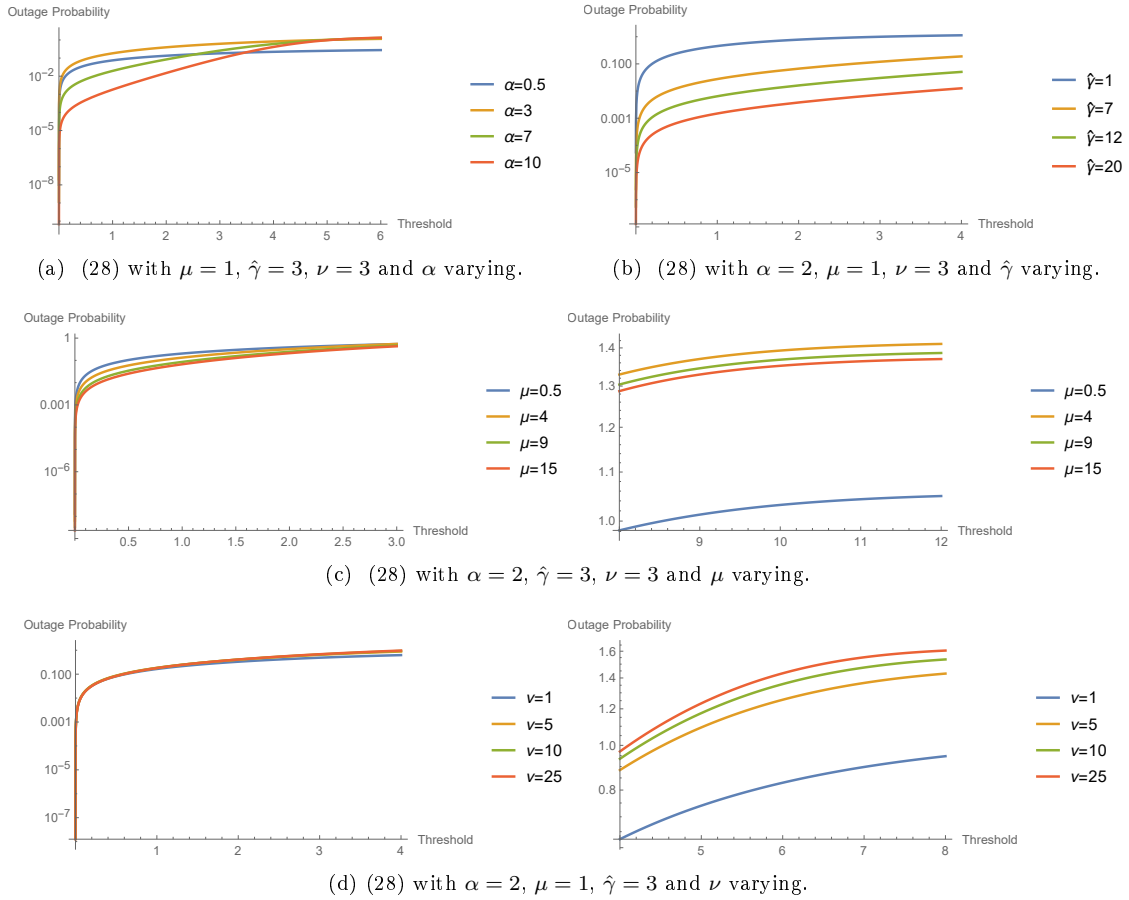 Outage Probability
10⁻²
10⁻⁵
10⁻⁸
1 2 3 4 5 6
Threshold
α=0.5
α=3
α=7
α=10
(a) (28) with μ = 1, γ̂ = 3, ν = 3 and α varying.
Outage Probability
0.100
0.001
10⁻⁵
1 2 3 4
Threshold
γ̂=1
γ̂=7
γ̂=12
γ̂=20
(b) (28) with α = 2, μ = 1, ν = 3 and γ̂ varying.
Outage Probability
1
0.001
10⁻⁶
0.5 1.0 1.5 2.0 2.5 3.0
Threshold
μ=0.5
μ=4
μ=9
μ=15
Outage Probability
1.4
1.3
1.2
1.1
1.0
9 10 11 12
Threshold
μ=0.5
μ=4
μ=9
μ=15
(c) (28) with α = 2, γ̂ = 3, ν = 3 and μ varying.
Outage Probability
0.100
0.001
10⁻⁵
10⁻⁷
1 2 3 4
Threshold
ν=1
ν=5
ν=10
ν=25
Outage Probability
1.6
1.4
1.2
1.0
0.8
5 6 7 8
Threshold
ν=1
ν=5
ν=10
ν=25
(d) (28) with α = 2, μ = 1, γ̂ = 3 and ν varying.